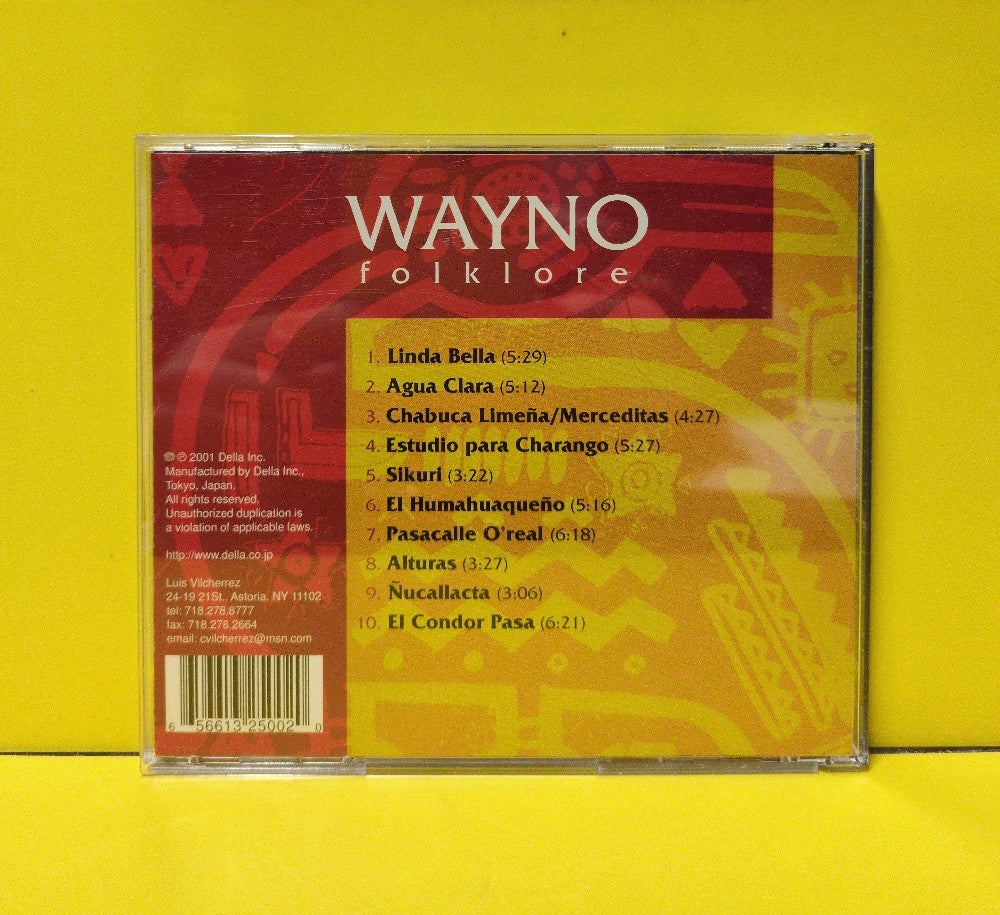 WAYNO
folklore
1. Linda Bella (5:29)
2. Agua Clara (5:12)
3. Chabuca Limeña/Merceditas (4:27)
4. Estudio para Charango (5:27)
5. Sikuri (3:22)
6. El Humahuaqueño (5:16)
7. Pasacalle O'real (6:18)
8. Alturas (3:27)
9. Ñucallacta (3:06)
10. El Condor Pasa (6:21)
℗ ℗ 2001 Della Inc.
Manufactured by Della Inc.,
Tokyo, Japan.
All rights reserved.
Unauthorized duplication is
a violation of applicable laws.
http://www.della.co.jp
Luis Vilcherrez
24-19 21St., Astoria, NY 11102
tel: 718.278.8777
fax: 718.278.2664
email: cvilcherrez@msn.com
6 56613 25002 0